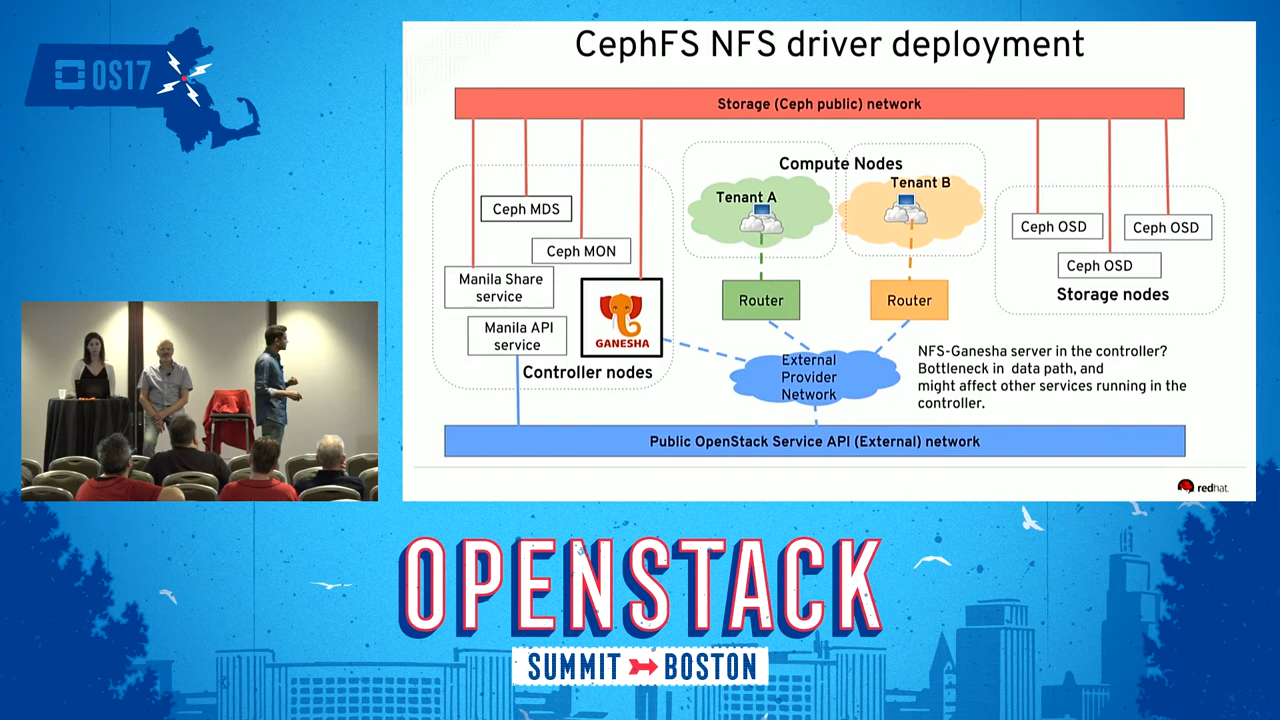 OS17
CephFS NFS driver deployment
Storage (Ceph public) network
Compute Nodes
Tenant A
Tenant B
Ceph MDS
Ceph MON
Manila Share
service
Manila API
service
GANESHA
Controller nodes
Router
Router
External
Provider
Network
Ceph OSD
Ceph OSD
Ceph OSD
Storage nodes
NFS-Ganesha server in the controller?
Bottleneck in data path, and
might affect other services running in the
controller.
Public OpenStack Service API (External) network
redhat.
OPENSTACK
SUMMIT BOSTON